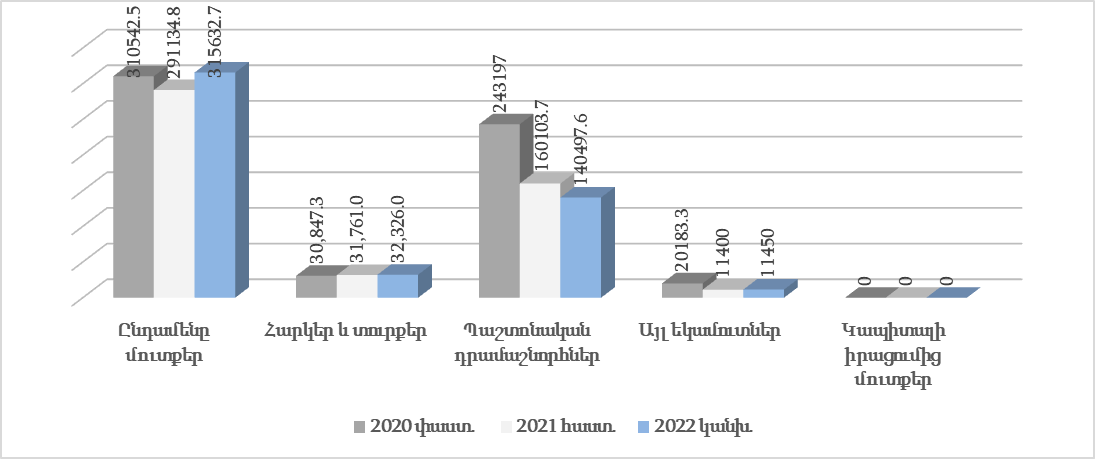 310542.5
291134.8
315632.7
30,847.3
31,761.0
32,326.0
243197
160103.7
140497.6
20183.3
11400
11450
0
0
0
Ընդամենը
մուտքեր
Հարկեր և տուրքեր
Պաշտոնական
դրամաշնորհներ
Այլ եկամուտներ
Կապիտալի
իրացումից
մուտքեր
2020 փաստ.
2021 հաստ.
2022 կանխ.